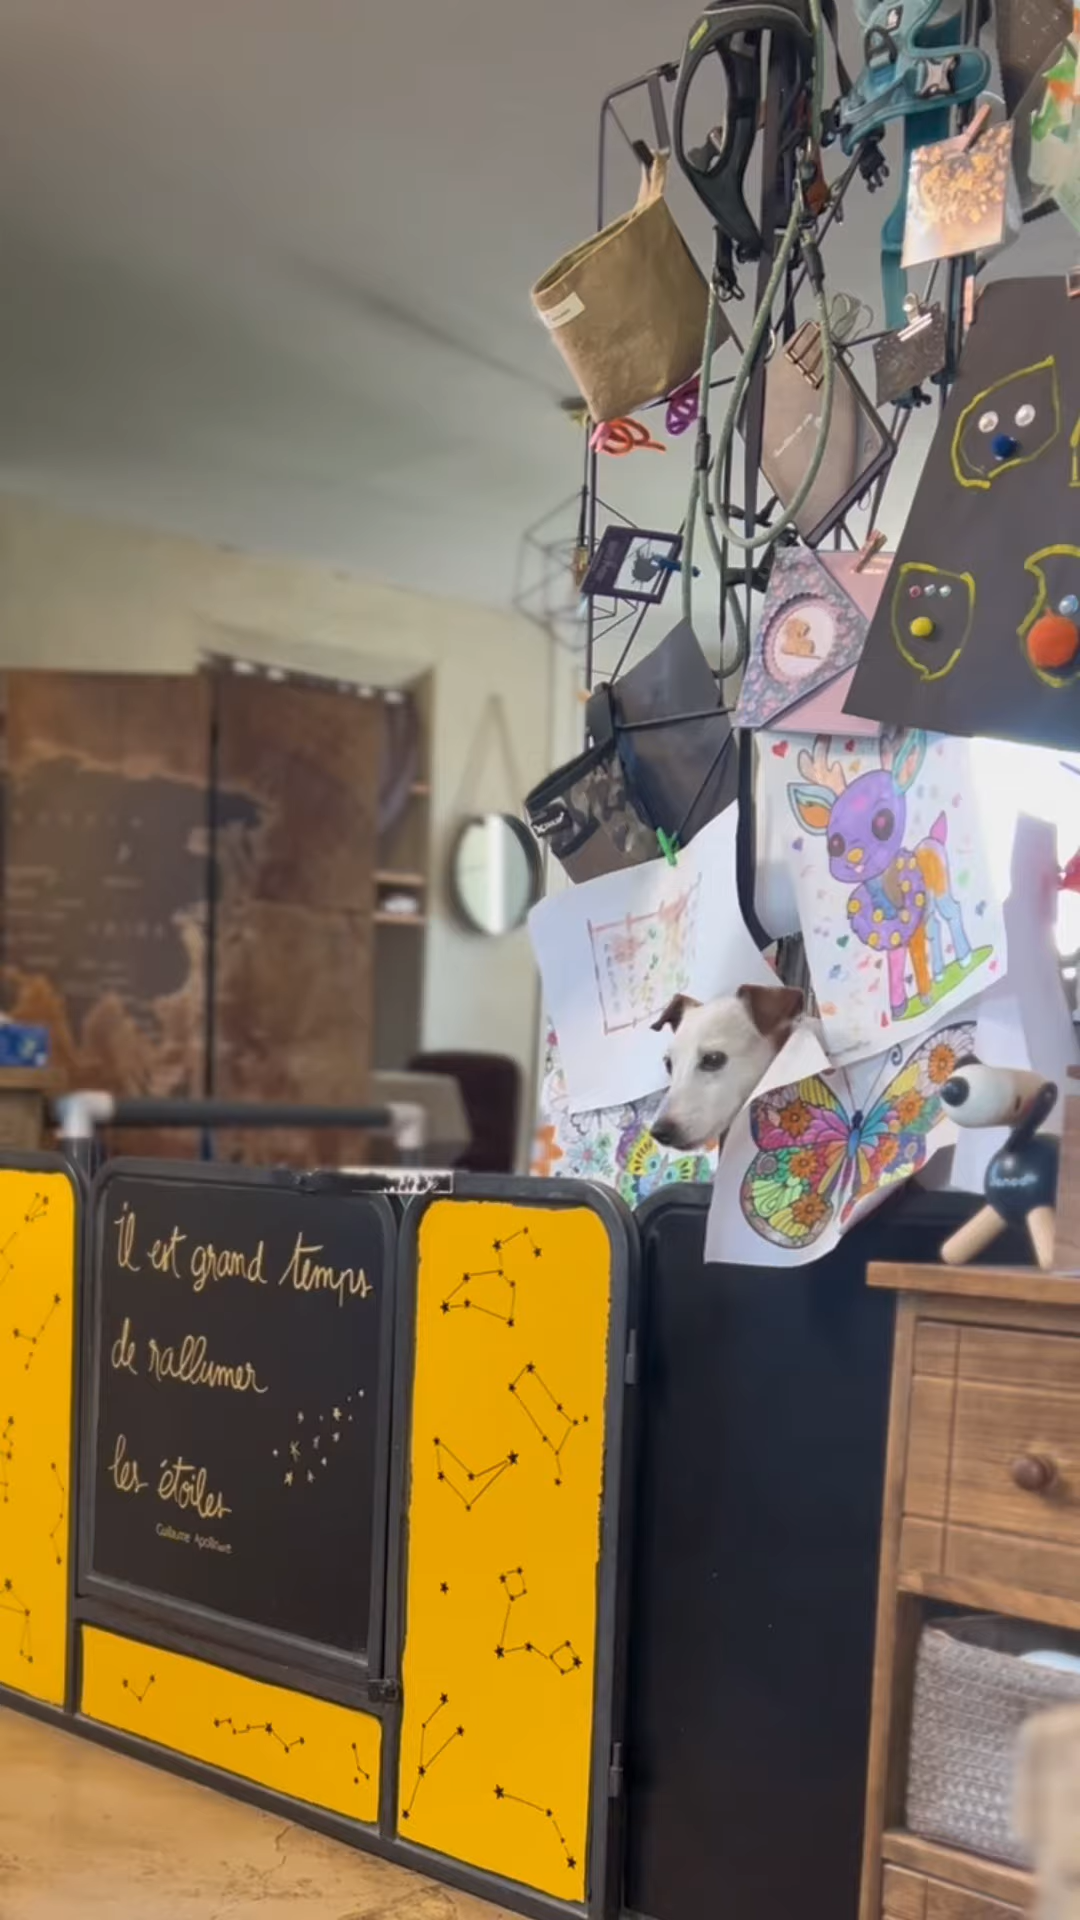 il est grand temps
de rallumer
les étoiles
Guillaume Apollinaire